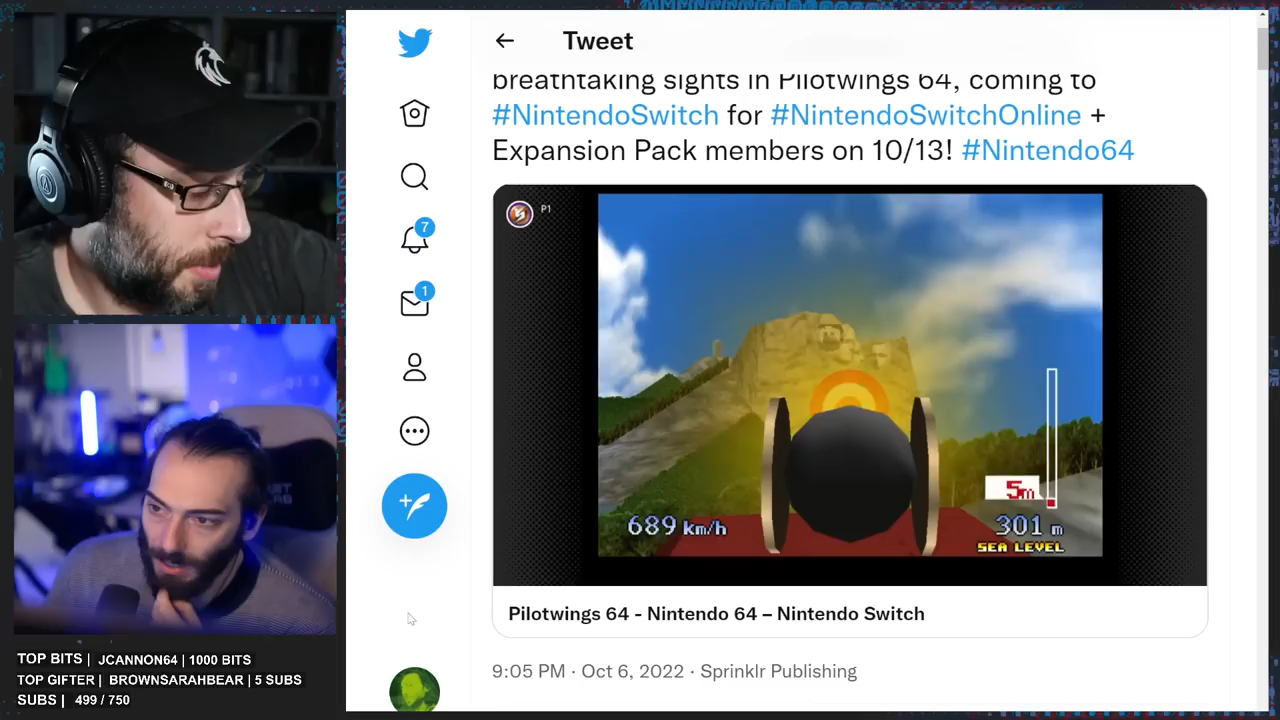 Tweet
breathtaking sights in Pilotwings 64, coming to
#NintendoSwitch for #NintendoSwitchOnline +
Expansion Pack members on 10/13! #Nintendo64
P1
7
1
5m
689 km/h
301 m
SEA LEVEL
Pilotwings 64 - Nintendo 64 – Nintendo Switch
9:05 PM · Oct 6, 2022 · Sprinklr Publishing
TOP BITS | JCANNON64 | 1000 BITS
TOP GIFTER | BROWNSARAHBEAR | 5 SUBS
SUBS | 499 / 750